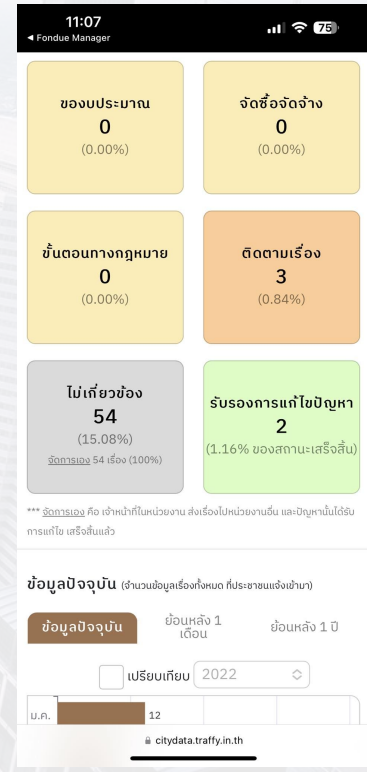 11:07
75
◄ Fondue Manager
ของบประมาณ
0
(0.00%)
จัดซื้อจัดจ้าง
0
(0.00%)
ขั้นตอนทางกฎหมาย
0
(0.00%)
ติดตามเรื่อง
3
(0.84%)
ไม่เกี่ยวข้อง
54
(15.08%)
จัดการเอง 54 เรื่อง (100%)
รับรองการแก้ไขปัญหา
2
(1.16% ของสถานะเสร็จสิ้น)
*** จัดการเอง คือ เจ้าหน้าที่ในหน่วยงาน ส่งเรื่องไปหน่วยงานอื่น และปัญหานั้นได้รับ
การแก้ไข เสร็จสิ้นแล้ว
ข้อมูลปัจจุบัน (จำนวนข้อมูลเรื่องทั้งหมด ที่ประชาชนแจ้งเข้ามา)
ข้อมูลปัจจุบัน
ย้อนหลัง 1
เดือน
ย้อนหลัง 1 ปี
เปรียบเทียบ 2022
ม.ค. 12
citydata.traffy.in.th